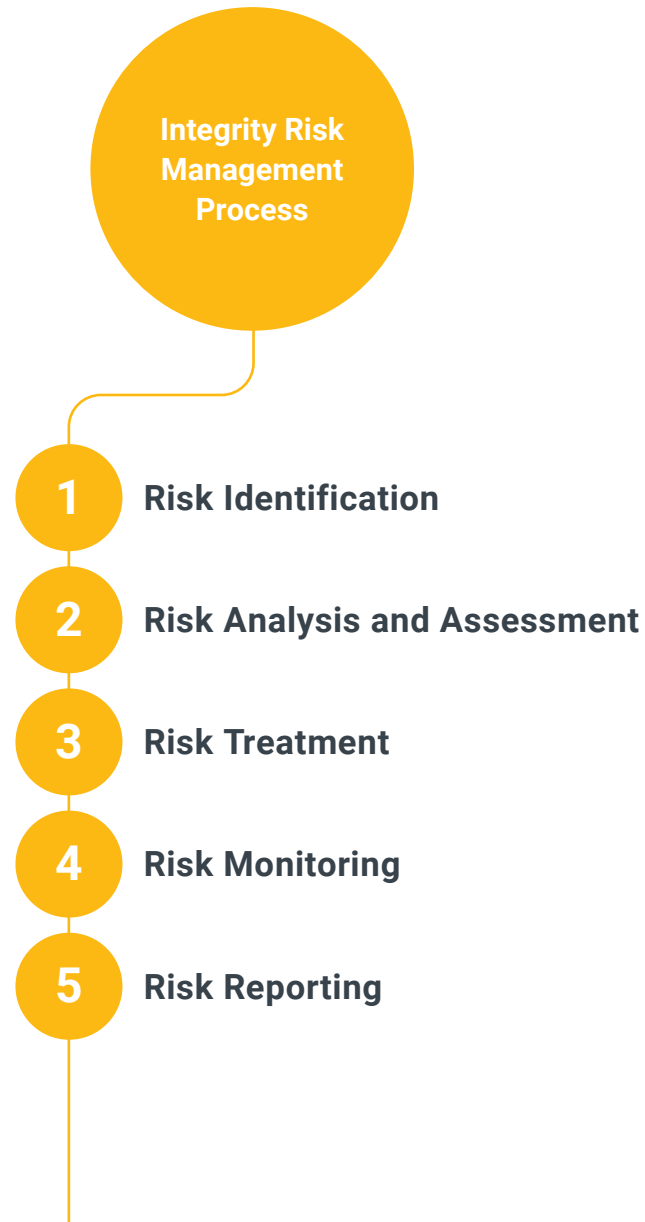 Integrity Risk
Management
Process
1 Risk Identification
2 Risk Analysis and Assessment
3 Risk Treatment
4 Risk Monitoring
5 Risk Reporting